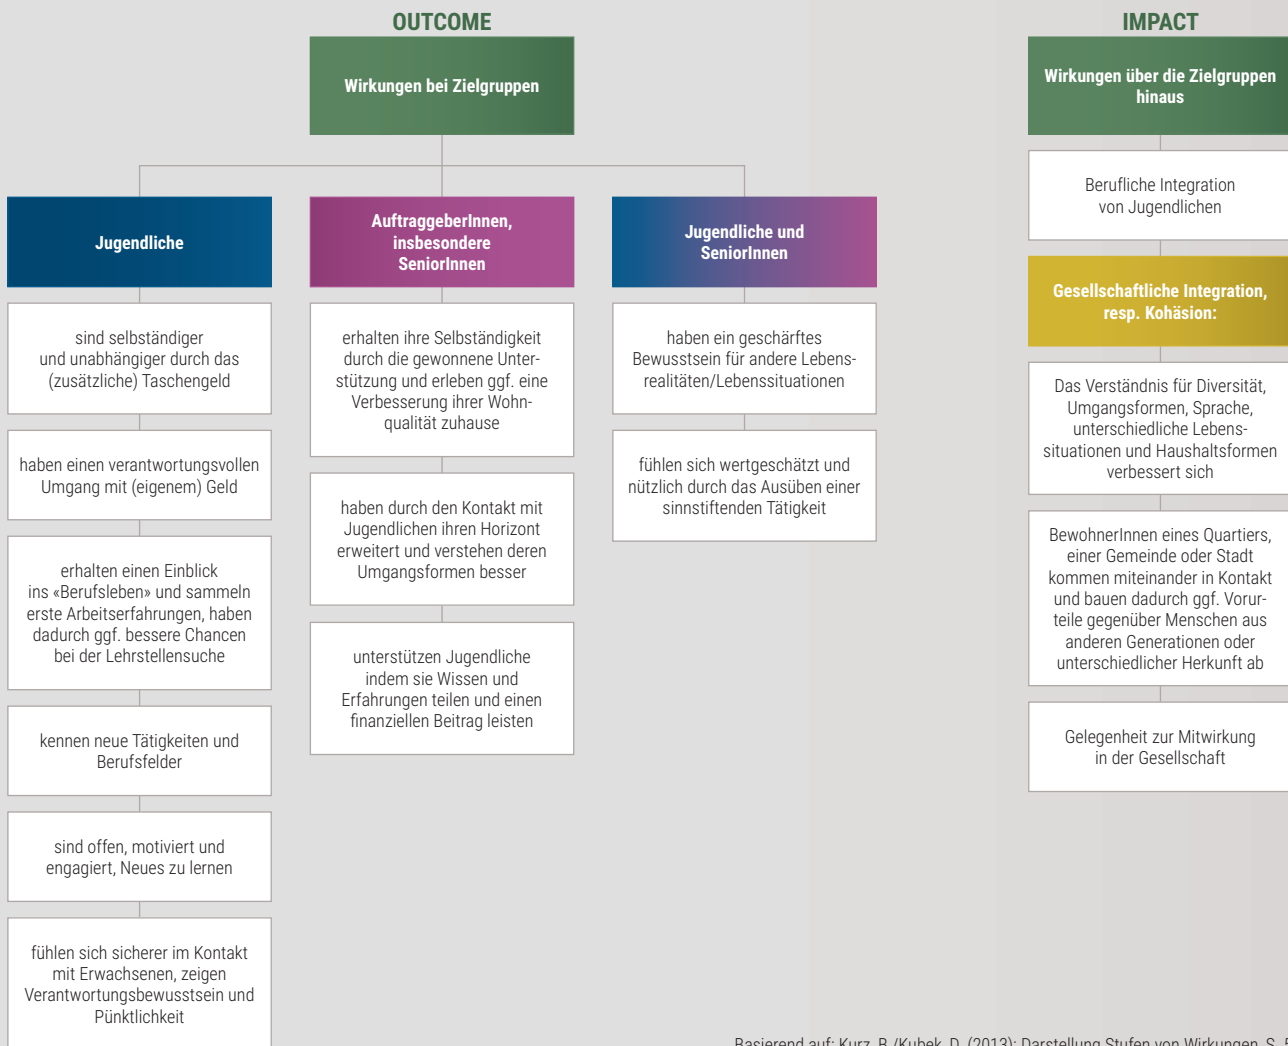 OUTCOME
Wirkungen bei Zielgruppen
Jugendliche
sind selbständiger
und unabhängiger durch das
(zusätzliche) Taschengeld
haben einen verantwortungsvollen
Umgang mit (eigenem) Geld
erhalten einen Einblick
ins «Berufsleben» und sammeln
erste Arbeitserfahrungen, haben
dadurch ggf. bessere Chancen
bei der Lehrstellensuche
kennen neue Tätigkeiten und
Berufsfelder
sind offen, motiviert und
engagiert, Neues zu lernen
fühlen sich sicherer im Kontakt
mit Erwachsenen, zeigen
Verantwortungsbewusstsein und
Pünktlichkeit
AuftraggeberInnen,
insbesondere
SeniorInnen
erhalten ihre Selbständigkeit
durch die gewonnene Unter-
stützung und erleben ggf. eine
Verbesserung ihrer Wohn-
qualität zuhause
haben durch den Kontakt mit
Jugendlichen ihren Horizont
erweitert und verstehen deren
Umgangsformen besser
unterstützen Jugendliche
indem sie Wissen und
Erfahrungen teilen und einen
finanziellen Beitrag leisten
Jugendliche und
SeniorInnen
haben ein geschärftes
Bewusstsein für andere Lebens-
realitäten/Lebenssituationen
fühlen sich wertgeschätzt und
nützlich durch das Ausüben einer
sinnstiftenden Tätigkeit
IMPACT
Wirkungen über die Zielgruppen
hinaus
Berufliche Integration
von Jugendlichen
Gesellschaftliche Integration,
resp. Kohäsion:
Das Verständnis für Diversität,
Umgangsformen, Sprache,
unterschiedliche Lebens-
situationen und Haushaltsformen
verbessert sich
BewohnerInnen eines Quartiers,
einer Gemeinde oder Stadt
kommen miteinander in Kontakt
und bauen dadurch ggf. Vorur-
teile gegenüber Menschen aus
anderen Generationen oder
unterschiedlicher Herkunft ab
Gelegenheit zur Mitwirkung
in der Gesellschaft
Basierend auf: Kurz, B./Kubek, D. (2013): Darstellung Stufen von Wirkungen, S.